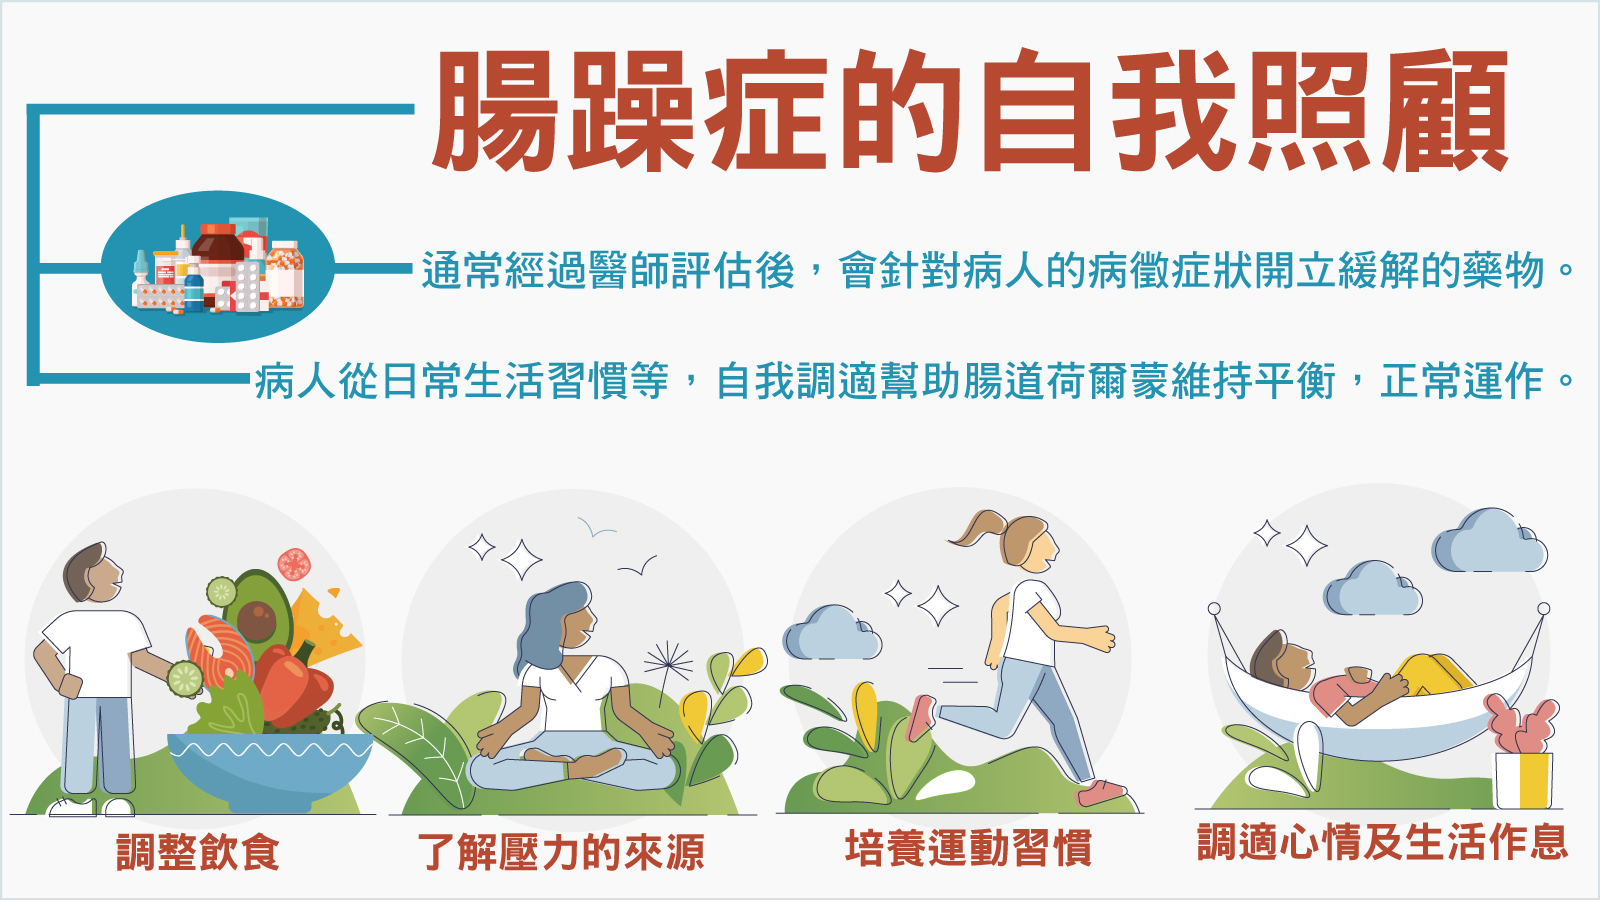 腸躁症的自我照顧
通常經過醫師評估後，會針對病人的病徵症狀開立緩解的藥物。
病人從日常生活習慣等，自我調適幫助腸道荷爾蒙維持平衡，正常運作。
調整飲食
了解壓力的來源
培養運動習慣
調適心情及生活作息